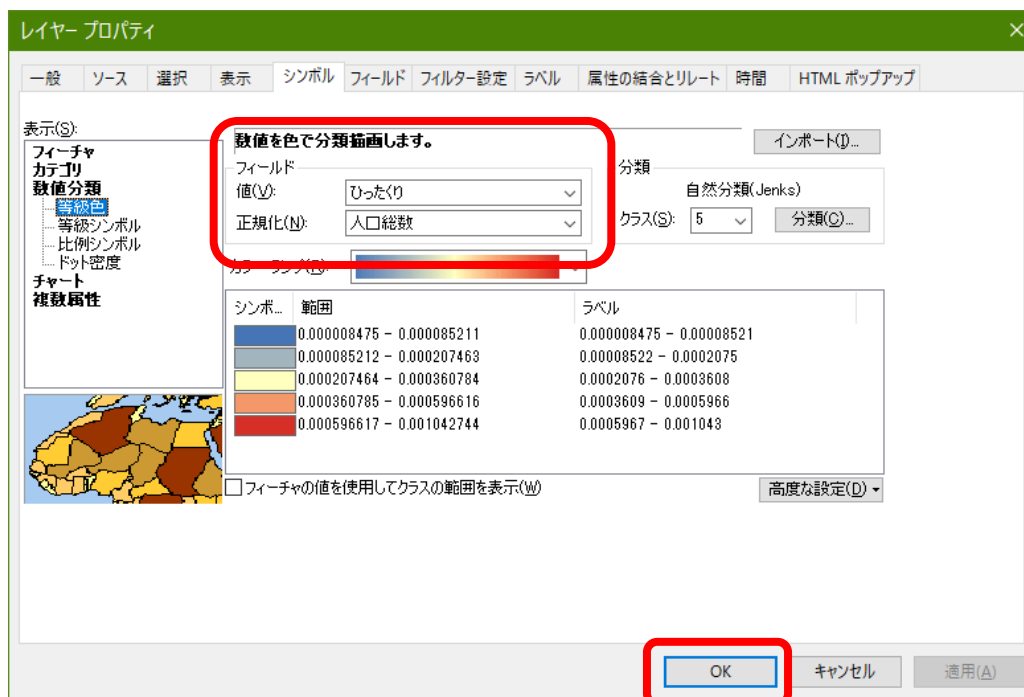 レイヤー プロパティ
一般 ソース 選択 表示 シンボル フィールド フィルター設定 ラベル 属性の結合とリレート 時間 HTML ポップアップ
表示(S):
フィーチャ
カテゴリ
数値分類
等級色
等級シンボル
比例シンボル
ドット密度
チャート
複数属性
数値を色で分類描画します。
インポート(I)...
フィールド
値(V): ひったくり
正規化(N): 人口総数
分類
自然分類(Jenks)
クラス(S): 5 分類(C)...
カラー ランプ(R):
シンボ... 範囲 ラベル
0.000008475 - 0.000085211 0.000008475 - 0.00008521
0.000085212 - 0.000207463 0.00008522 - 0.0002075
0.000207464 - 0.000360784 0.0002076 - 0.0003608
0.000360785 - 0.000596616 0.0003609 - 0.0005966
0.000596617 - 0.001042744 0.0005967 - 0.001043
フィーチャの値を使用してクラスの範囲を表示(W)
高度な設定(D)
OK キャンセル 適用(A)